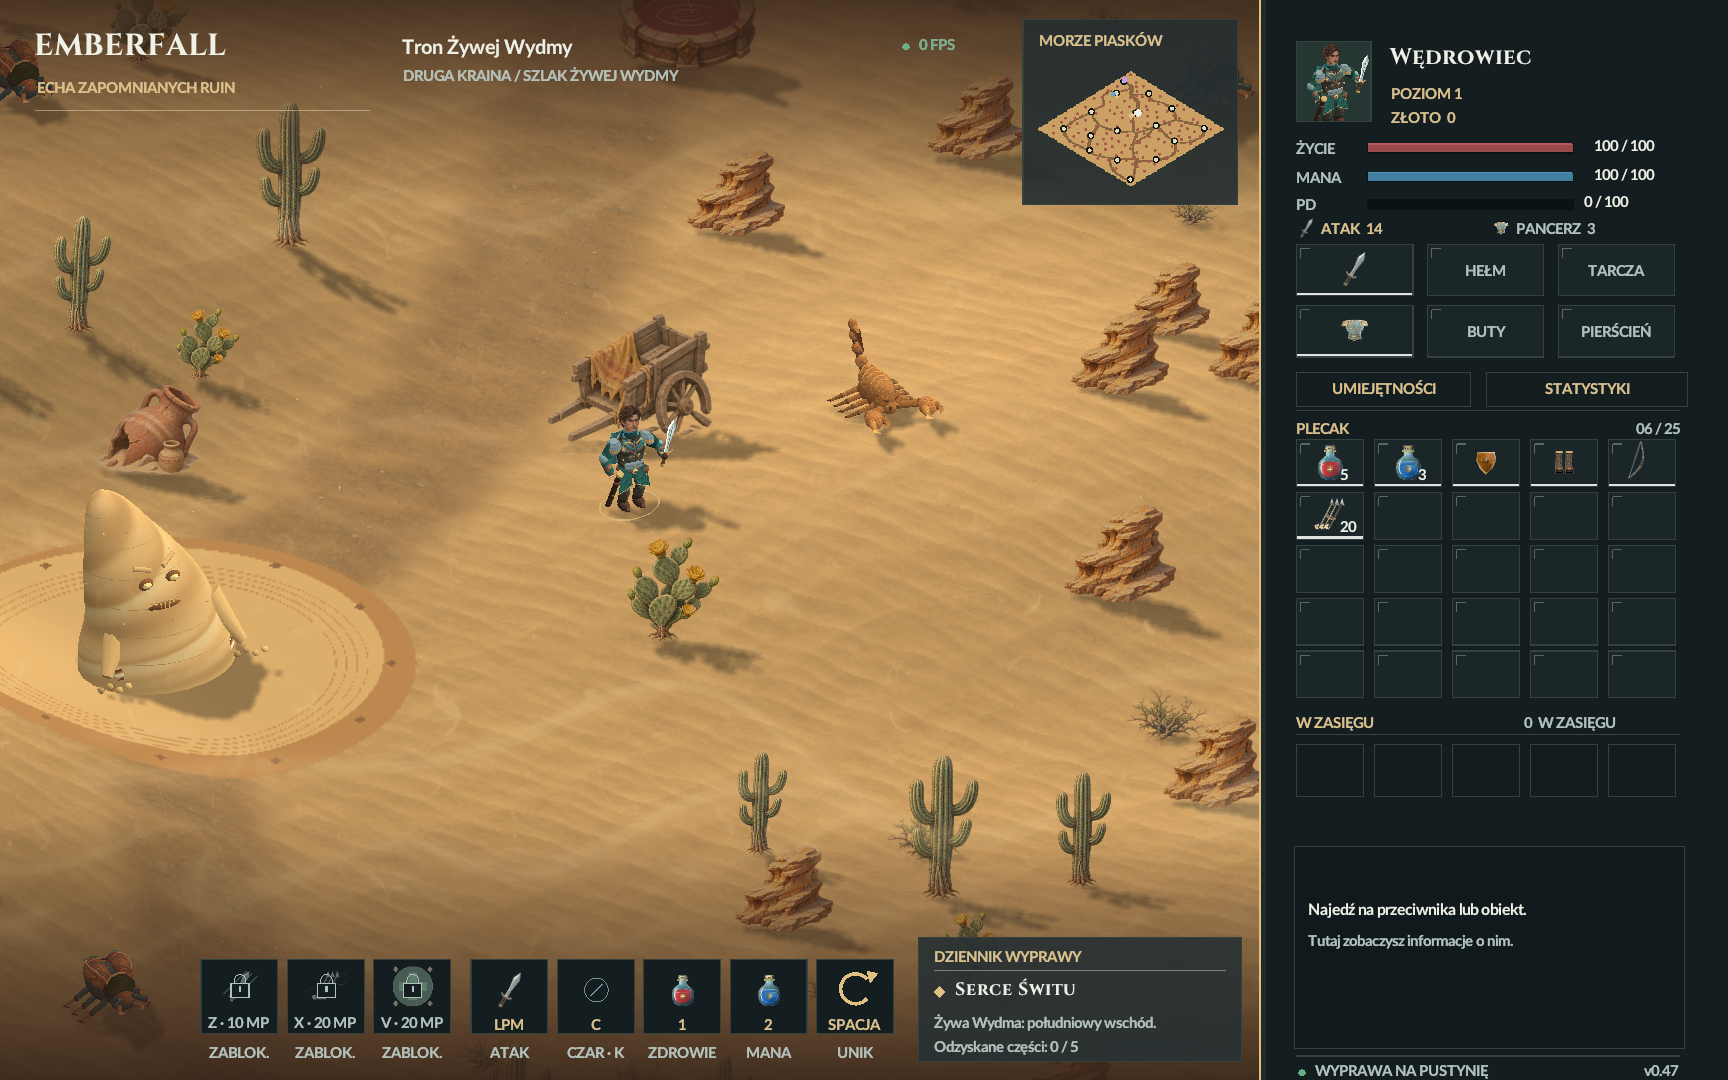 EMBERFALL
ECHA ZAPOMNIANYCH RUIN
Tron Żywej Wydmy
DRUGA KRAINA / SZLAK ŻYWEJ WYDMY
0 FPS
MORZE PIASKÓW
WĘDROWIEC
POZIOM 1
ZŁOTO 0
ŻYCIE 100 / 100
MANA 100 / 100
PD 0 / 100
ATAK 14 PANCERZ 3
HEŁM TARCZA
BUTY PIERŚCIEŃ
UMIEJĘTNOŚCI STATYSTYKI
PLECAK 06 / 25
5 3
20
W ZASIĘGU 0 W ZASIĘGU
Najedź na przeciwnika lub obiekt.
Tutaj zobaczysz informacje o nim.
WYPRAWA NA PUSTYNIĘ v0.47
DZIENNIK WYPRAWY
SERCE ŚWITU
Żywa Wydma: południowy wschód.
Odzyskane części: 0 / 5
Z · 10 MP X · 20 MP V · 20 MP LPM C 1 2 SPACJA
ZABLOK. ZABLOK. ZABLOK. ATAK CZAR · K ZDROWIE MANA UNIK